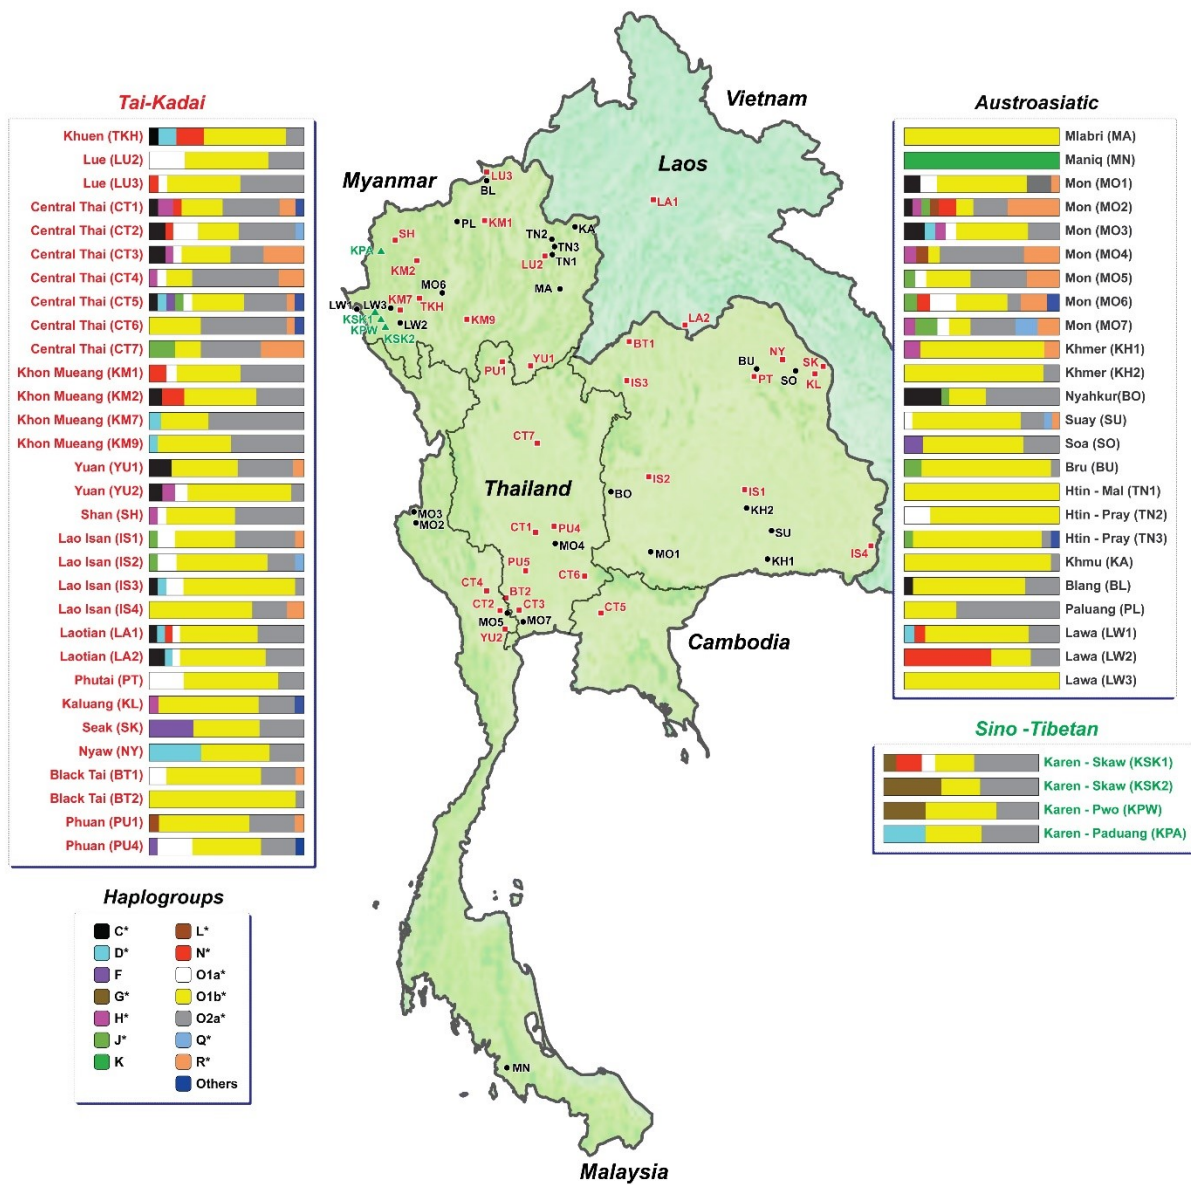 Tai-Kadai
Khuen (TKH)
Lue (LU2)
Lue (LU3)
Central Thai (CT1)
Central Thai (CT2)
Central Thai (CT3)
Central Thai (CT4)
Central Thai (CT5)
Central Thai (CT6)
Central Thai (CT7)
Khon Mueang (KM1)
Khon Mueang (KM2)
Khon Mueang (KM7)
Khon Mueang (KM9)
Yuan (YU1)
Yuan (YU2)
Shan (SH)
Lao Isan (IS1)
Lao Isan (IS2)
Lao Isan (IS3)
Lao Isan (IS4)
Laotian (LA1)
Laotian (LA2)
Phutai (PT)
Kaluang (KL)
Seak (SK)
Nyaw (NY)
Black Tai (BT1)
Black Tai (BT2)
Phuan (PU1)
Phuan (PU4)
Haplogroups
C*
D*
F
G*
H*
J*
K
L*
N*
O1a*
O1b*
O2a*
Q*
R*
Others
Vietnam
Laos
Myanmar
Thailand
Cambodia
Malaysia
LU3
BL
LA1
PL
KM1
KA
SH
TN2
TN3
TN1
LU2
KPA
KM2
MO6
MA
LW1
LW3
KM7
TKH
KSK1
KPW
KSK2
LW2
KM9
LA2
BT1
YU1
PU1
IS3
BU
NY
PT
SO
SK
KL
CT7
IS2
IS1
BO
KH2
MO3
MO2
CT1
PU4
MO4
SU
MO1
KH1
IS4
PU5
CT6
CT4
BT2
CT2
CT3
CT5
MO5
MO7
YU2
MN
Austroasiatic
Mlabri (MA)
Maniq (MN)
Mon (MO1)
Mon (MO2)
Mon (MO3)
Mon (MO4)
Mon (MO5)
Mon (MO6)
Mon (MO7)
Khmer (KH1)
Khmer (KH2)
Nyahkur(BO)
Suay (SU)
Soa (SO)
Bru (BU)
Htin - Mal (TN1)
Htin - Pray (TN2)
Htin - Pray (TN3)
Khmu (KA)
Blang (BL)
Paluang (PL)
Lawa (LW1)
Lawa (LW2)
Lawa (LW3)
Sino -Tibetan
Karen - Skaw (KSK1)
Karen - Skaw (KSK2)
Karen - Pwo (KPW)
Karen - Paduang (KPA)